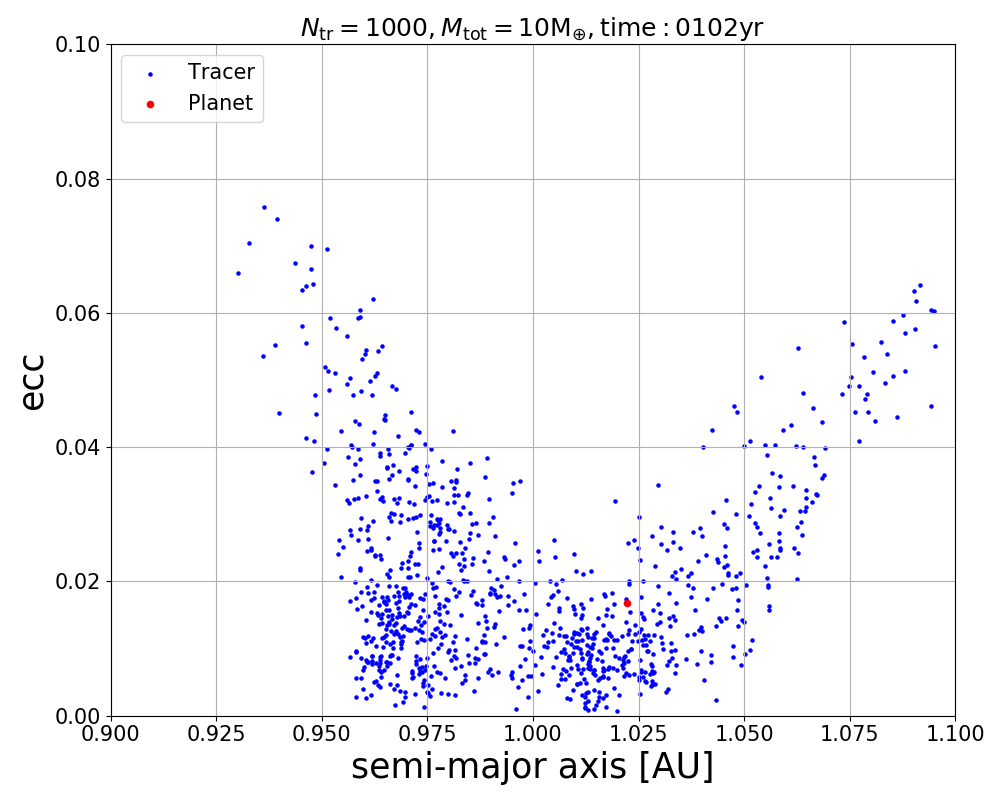 N_tr = 1000, M_tot = 10M_⊕, time : 0102yr
Tracer
Planet
ecc
0.10
0.08
0.06
0.04
0.02
0.00
0.900 0.925 0.950 0.975 1.000 1.025 1.050 1.075 1.100
semi-major axis [AU]